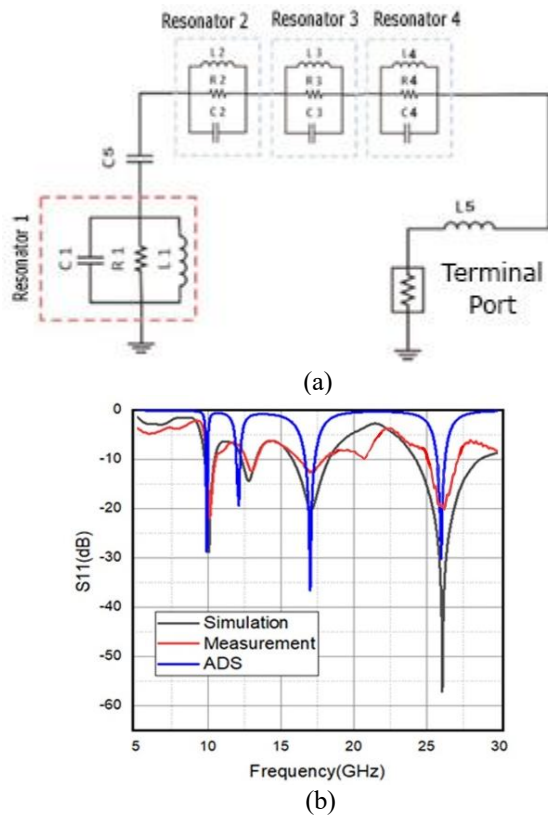 Resonator 2 Resonator 3 Resonator 4
L2 L3 L4
R2 R3 R4
C2 C3 C4
C5
Resonator 1
C1 R1 L1
L5
Terminal
Port
(a)
0
-10
-20
-30
-40
-50
-60
S11(dB)
Simulation
Measurement
ADS
5 10 15 20 25 30
Frequency(GHz)
(b)